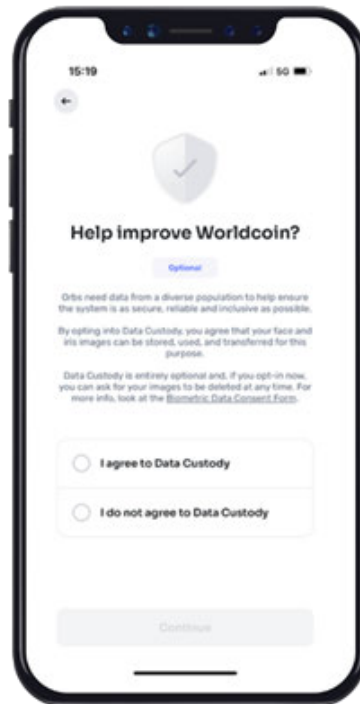 15:19
5G
Help improve Worldcoin?
Optional
Orbs need data from a diverse population to help ensure
the system is as secure, reliable and inclusive as possible.
By opting into Data Custody, you agree that your face and
iris images can be stored, used, and transferred for this
purpose.
Data Custody is entirely optional and, if you opt-in now,
you can ask for your images to be deleted at any time. For
more info, look at the Biometric Data Consent Form.
I agree to Data Custody
I do not agree to Data Custody
Continue